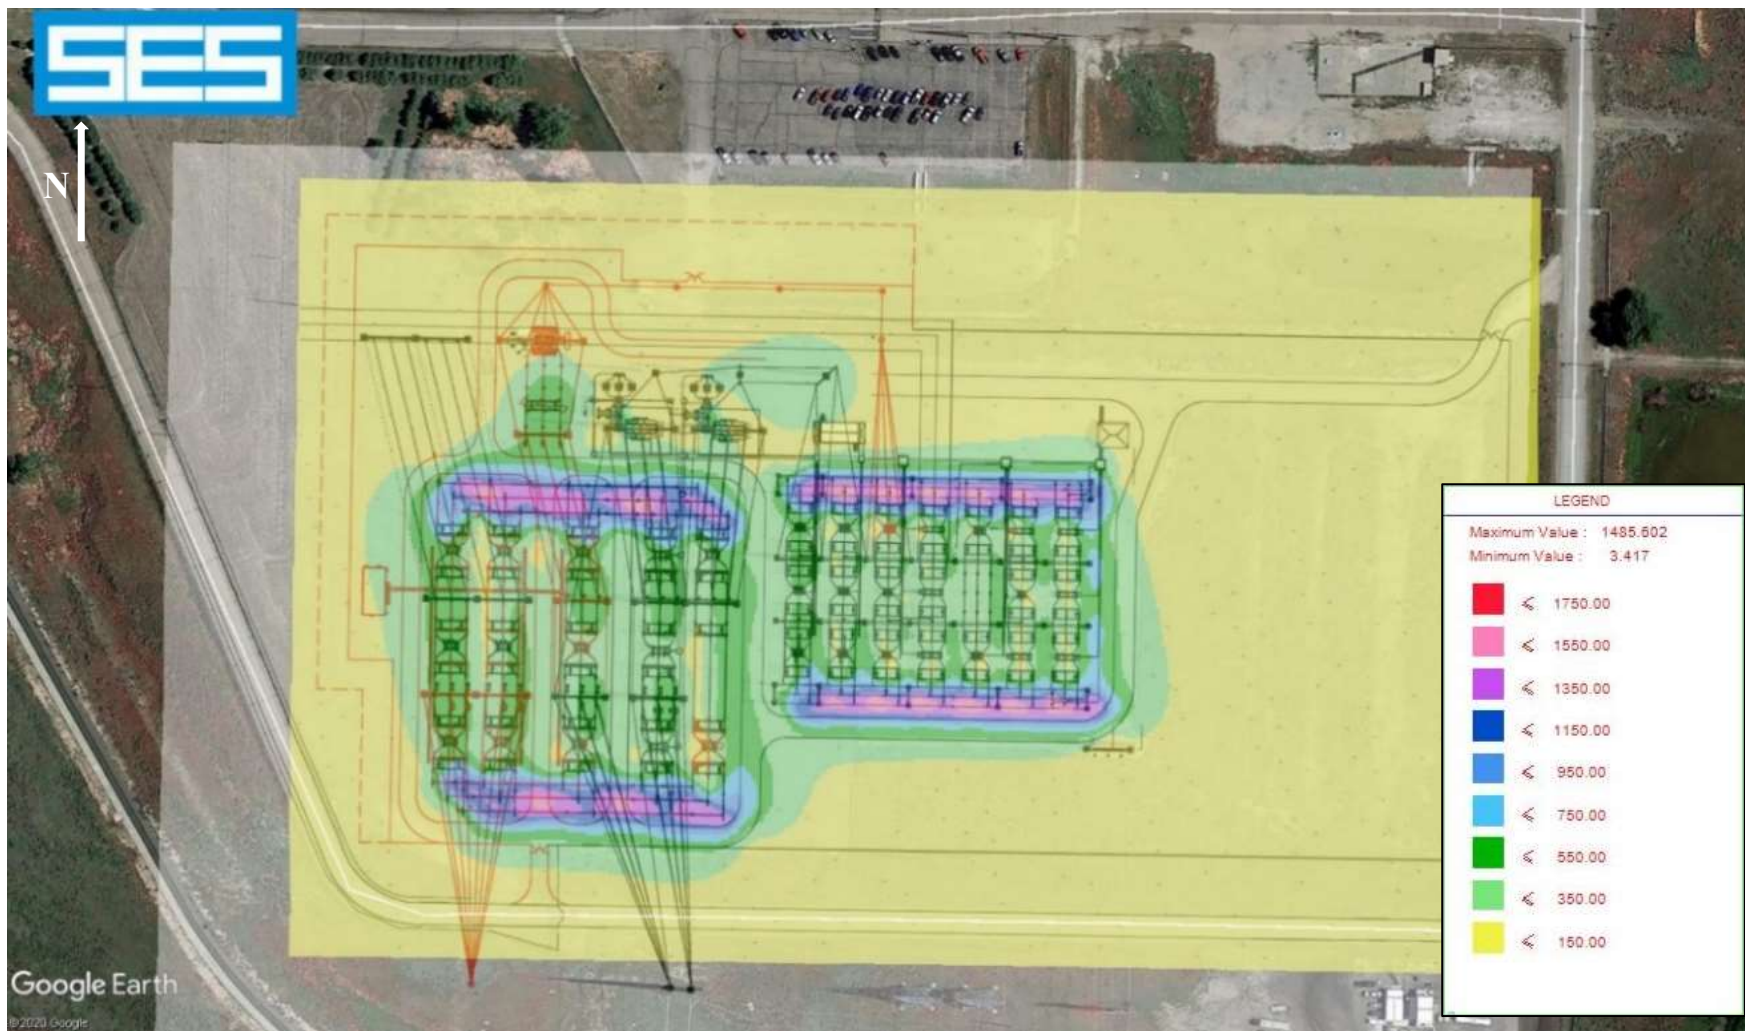 SES
N
LEGEND
Maximum Value : 1485.602
Minimum Value : 3.417
≤ 1750.00
≤ 1550.00
≤ 1350.00
≤ 1150.00
≤ 950.00
≤ 750.00
≤ 550.00
≤ 350.00
≤ 150.00
Google Earth
©2020 Google